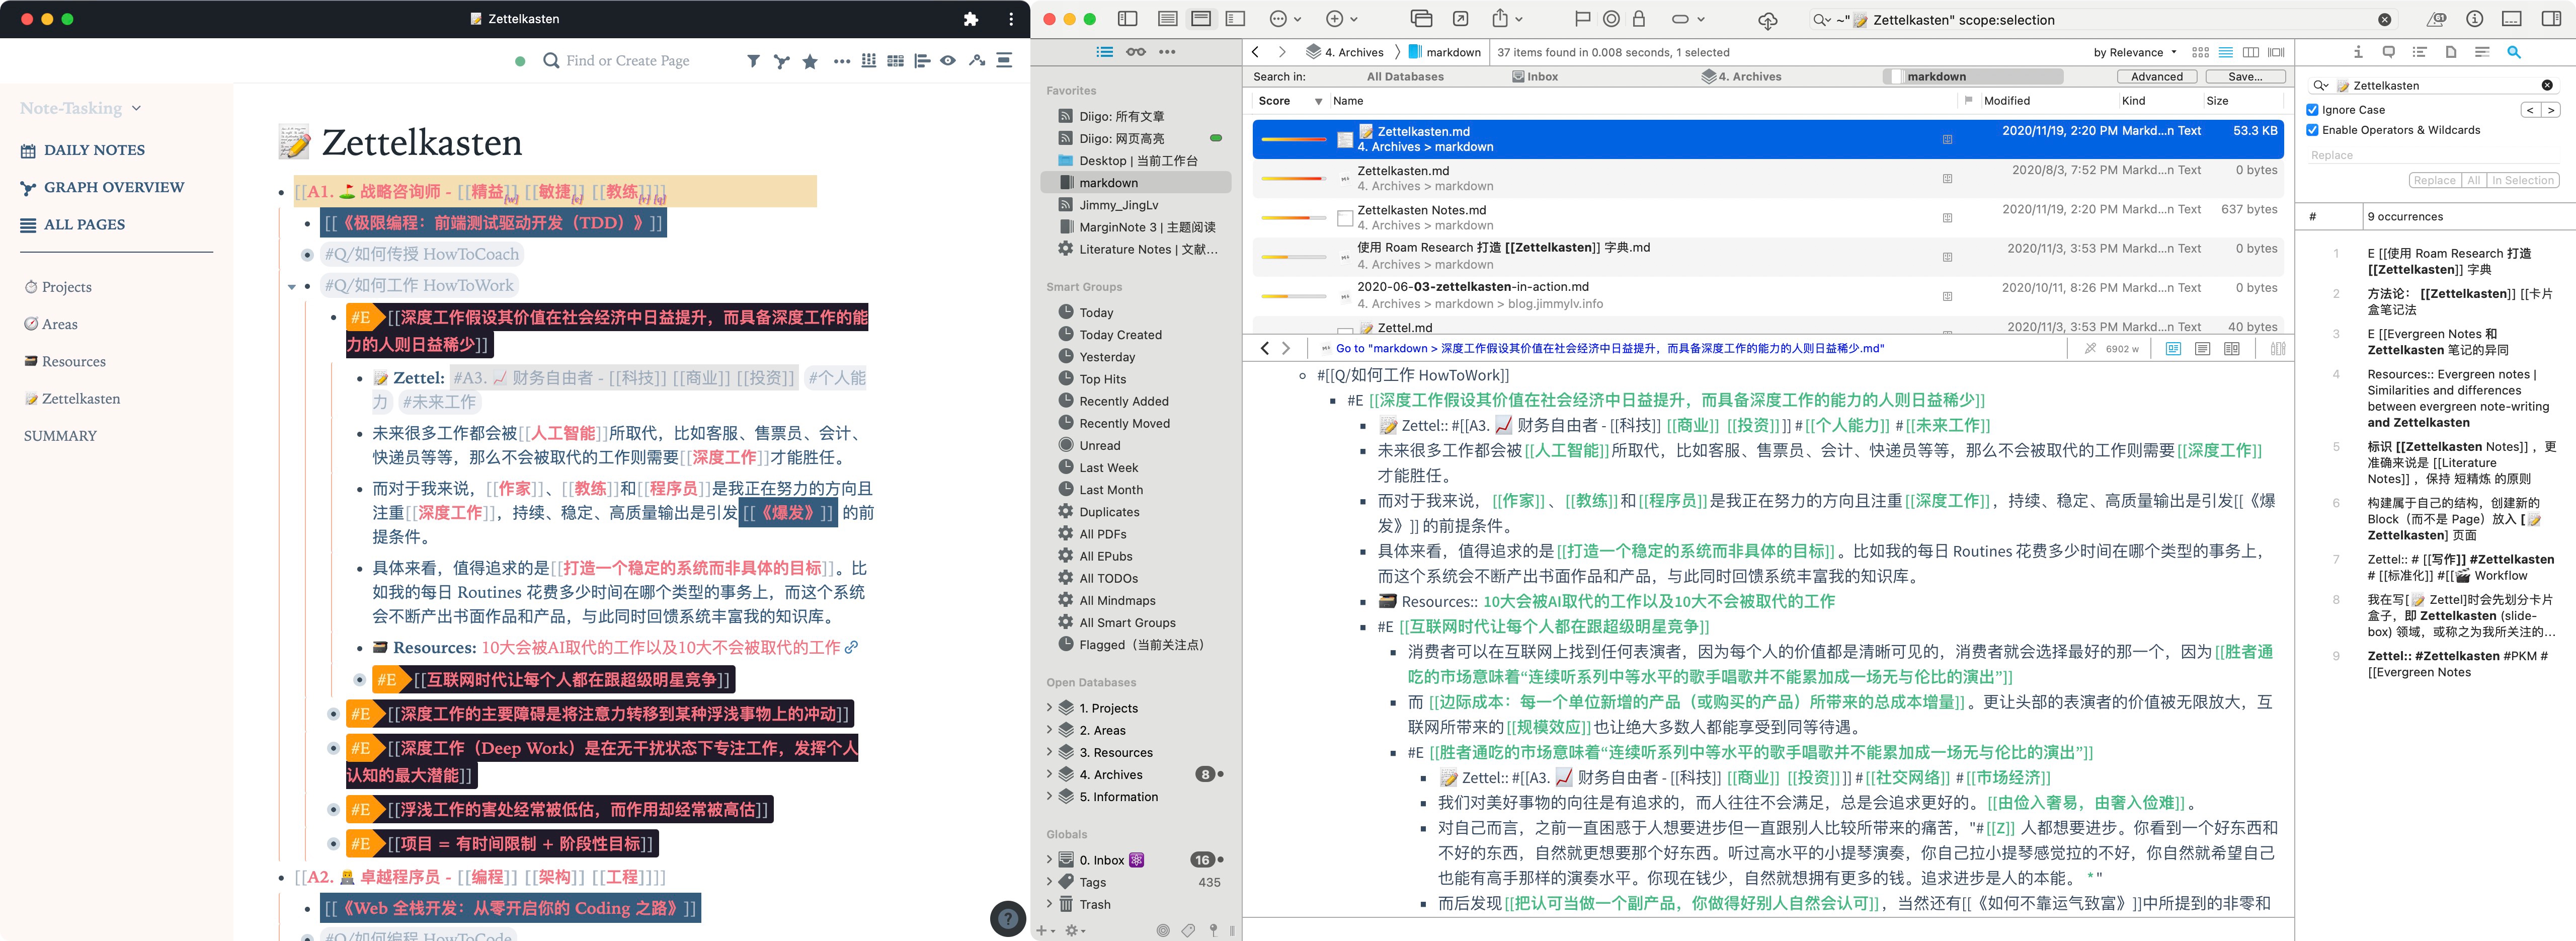 Zettelkasten
Find or Create Page
Note-Tasking
DAILY NOTES
GRAPH OVERVIEW
ALL PAGES
Projects
Areas
Resources
Zettelkasten
SUMMARY
Zettelkasten
[[A1. ⛳ 战略咨询师 - [[精益]] [[敏捷]] [[教练]]]]
[[《极限编程：前端测试驱动开发（TDD）》]]
#Q/如何传授 HowToCoach
#Q/如何工作 HowToWork
#E [[深度工作假设其价值在社会经济中日益提升，而具备深度工作的能
力的人则日益稀少]]
📝 Zettel: #A3. 📈 财务自由者 - [[科技]] [[商业]] [[投资]] #个人能
力 #未来工作
未来很多工作都会被[[人工智能]]所取代，比如客服、售票员、会计、
快递员等等，那么不会被取代的工作则需要[[深度工作]]才能胜任。
而对于我来说，[[作家]]、[[教练]]和[[程序员]]是我正在努力的方向且
注重[[深度工作]]，持续、稳定、高质量输出是引发[[《爆发》]] 的前
提条件。
具体来看，值得追求的是[[打造一个稳定的系统而非具体的目标]]。比
如我的每日 Routines 花费多少时间在哪个类型的事务上，而这个系统
会不断产出书面作品和产品，与此同时回馈系统丰富我的知识库。
Resources: 10大会被AI取代的工作以及10大不会被取代的工作
#E [[互联网时代让每个人都在跟超级明星竞争]]
#E [[深度工作的主要障碍是将注意力转移到某种浮浅事物上的冲动]]
#E [[深度工作（Deep Work）是在无干扰状态下专注工作，发挥个人
认知的最大潜能]]
#E [[浮浅工作的害处经常被低估，而作用却经常被高估]]
#E [[项目 = 有时间限制 + 阶段性目标]]
[[A2. 👨‍💻 卓越程序员 - [[编程]] [[架构]] [[工程]]]]
[[《Web 全栈开发：从零开启你的 Coding 之路》]]
#Q/如何编程 HowToCode
~"📝 Zettelkasten" scope:selection
4. Archives 〉 markdown
37 items found in 0.008 seconds, 1 selected
by Relevance
Search in: All Databases Inbox 4. Archives markdown Advanced Save...
Favorites
Diigo: 所有文章
Diigo: 网页高亮
Desktop | 当前工作台
markdown
Jimmy_JingLv
MarginNote 3 | 主题阅读
Literature Notes | 文献…
Smart Groups
Today
Today Created
Yesterday
Top Hits
Recently Added
Recently Moved
Unread
Last Week
Last Month
Duplicates
All PDFs
All EPubs
All TODOs
All Mindmaps
All Smart Groups
Flagged（当前关注点）
Open Databases
1. Projects
2. Areas
3. Resources
4. Archives 8
5. Information
Globals
0. Inbox 16
Tags 435
Trash
Score Name Modified Kind Size
📝 Zettelkasten.md 2020/11/19, 2:20 PM Markd...n Text 53.3 KB
4. Archives > markdown
Zettelkasten.md 2020/8/3, 7:52 PM Markd...n Text 0 bytes
4. Archives > markdown
Zettelkasten Notes.md 2020/11/19, 2:20 PM Markd...n Text 637 bytes
4. Archives > markdown
使用 Roam Research 打造 [[Zettelkasten]] 字典.md 2020/11/3, 3:53 PM Markd...n Text 0 bytes
4. Archives > markdown
2020-06-03-zettelkasten-in-action.md 2020/10/11, 8:26 PM Markd...n Text 0 bytes
4. Archives > markdown > blog.jimmylv.info
📝 Zettel.md 2020/11/3, 3:53 PM Markd...n Text 40 bytes
Go to "markdown > 深度工作假设其价值在社会经济中日益提升，而具备深度工作的能力的人则日益稀少.md"
6902 w
#[[Q/如何工作 HowToWork]]
#E [[深度工作假设其价值在社会经济中日益提升，而具备深度工作的能力的人则日益稀少]]
📝 Zettel:: #[[A3. 📈 财务自由者 - [[科技]] [[商业]] [[投资]]]] #[[个人能力]] #[[未来工作]]
未来很多工作都会被[[人工智能]]所取代，比如客服、售票员、会计、快递员等等，那么不会被取代的工作则需要[[深度工作]]
才能胜任。
而对于我来说，[[作家]]、[[教练]]和[[程序员]]是我正在努力的方向且注重[[深度工作]]，持续、稳定、高质量输出是引发[[《爆
发》]] 的前提条件。
具体来看，值得追求的是[[打造一个稳定的系统而非具体的目标]]。比如我的每日 Routines 花费多少时间在哪个类型的事务上，
而这个系统会不断产出书面作品和产品，与此同时回馈系统丰富我的知识库。
Resources:: 10大会被AI取代的工作以及10大不会被取代的工作
#E [[互联网时代让每个人都在跟超级明星竞争]]
消费者可以在互联网上找到任何表演者，因为每个人的价值都是清晰可见的，消费者就会选择最好的那一个，因为[[胜者通
吃的市场意味着“连续听系列中等水平的歌手唱歌并不能累加成一场无与伦比的演出”]]
而 [[边际成本：每一个单位新增的产品（或购买的产品）所带来的总成本增量]]。更让头部的表演者的价值被无限放大，互
联网所带来的[[规模效应]]也让绝大多数人都能享受到同等待遇。
#E [[胜者通吃的市场意味着“连续听系列中等水平的歌手唱歌并不能累加成一场无与伦比的演出”]]
📝 Zettel:: #[[A3. 📈 财务自由者 - [[科技]] [[商业]] [[投资]]]] #[[社交网络]] #[[市场经济]]
我们对美好事物的向往是有追求的，而人往往不会满足，总是会追求更好的。[[由俭入奢易，由奢入俭难]]。
对自己而言，之前一直困惑于人想要进步但一直跟别人比较所带来的痛苦，"#[[Z]] 人都想要进步。你看到一个好东西和
不好的东西，自然就更想要那个好东西。听过高水平的小提琴演奏，你自己拉小提琴感觉拉的不好，你自然就希望自己
也能有高手那样的演奏水平。你现在钱少，自然就想拥有更多的钱。追求进步是人的本能。 *"
而后发现[[把认可当做一个副产品，你做得好别人自然会认可]]，当然还有[[《如何不靠运气致富》]]中所提到的非零和
📝 Zettelkasten
Ignore Case
Enable Operators & Wildcards
Replace
Replace All In Selection
# 9 occurrences
1 E [[使用 Roam Research 打造
[[Zettelkasten]] 字典
2 方法论： [[Zettelkasten]] [[卡片
盒笔记法
3 E [[Evergreen Notes 和
Zettelkasten 笔记的异同
4 Resources:: Evergreen notes |
Similarities and differences
between evergreen note-writing
and Zettelkasten
5 标识 [[Zettelkasten Notes]] ，更
准确来说是 [[Literature
Notes]] ，保持 短精炼 的原则
6 构建属于自己的结构，创建新的
Block（而不是 Page）放入 [📝
Zettelkasten] 页面
7 Zettel:: # [[写作]] #Zettelkasten
# [[标准化]] #[[🎬 Workflow
8 我在写[📝 Zettel]时会先划分卡片
盒子，即 Zettelkasten (slide-
box) 领域，或称之为我所关注的…
9 Zettel:: #Zettelkasten #PKM #
[[Evergreen Notes